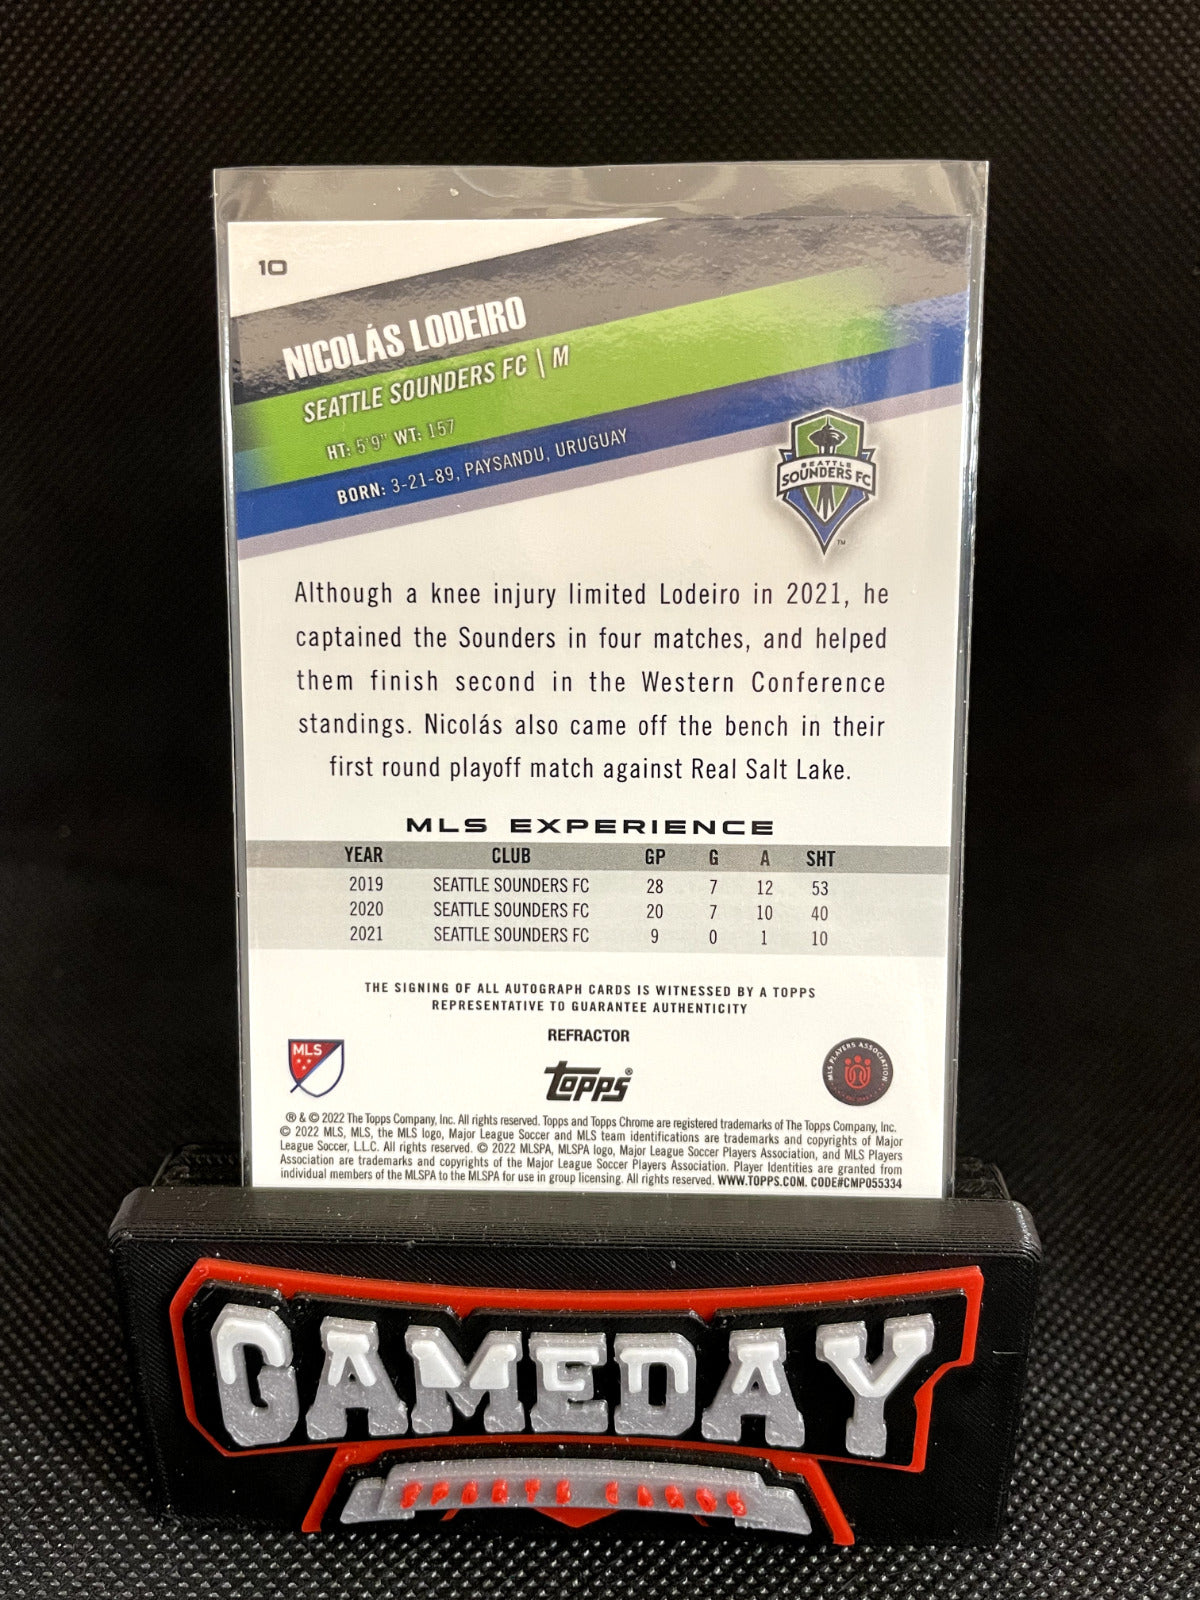 10
NICOLÁS LODEIRO
SEATTLE SOUNDERS FC | M
HT: 5'9" WT: 157
BORN: 3-21-89, PAYSANDU, URUGUAY
SEATTLE
SOUNDERS FC
TM
Although a knee injury limited Lodeiro in 2021, he
captained the Sounders in four matches, and helped
them finish second in the Western Conference
standings. Nicolás also came off the bench in their
first round playoff match against Real Salt Lake.
MLS EXPERIENCE
YEAR CLUB GP G A SHT
2019 SEATTLE SOUNDERS FC 28 7 12 53
2020 SEATTLE SOUNDERS FC 20 7 10 40
2021 SEATTLE SOUNDERS FC 9 0 1 10
THE SIGNING OF ALL AUTOGRAPH CARDS IS WITNESSED BY A TOPPS
REPRESENTATIVE TO GUARANTEE AUTHENTICITY
REFRACTOR
MLS
topps®
MLS PLAYERS ASSOCIATION
® & © 2022 The Topps Company, Inc. All rights reserved. Topps and Topps Chrome are registered trademarks of The Topps Company, Inc.
© 2022 MLS, MLS, the MLS logo, Major League Soccer and MLS team identifications are trademarks and copyrights of Major
League Soccer, L.L.C. All rights reserved. © 2022 MLSPA, MLSPA logo, Major League Soccer Players Association, and MLS Players
Association are trademarks and copyrights of the Major League Soccer Players Association. Player Identities are granted from
individual members of the MLSPA to the MLSPA for use in group licensing. All rights reserved. WWW.TOPPS.COM. CODE#CMP055334
GAMEDAY
SPORTS CARDS